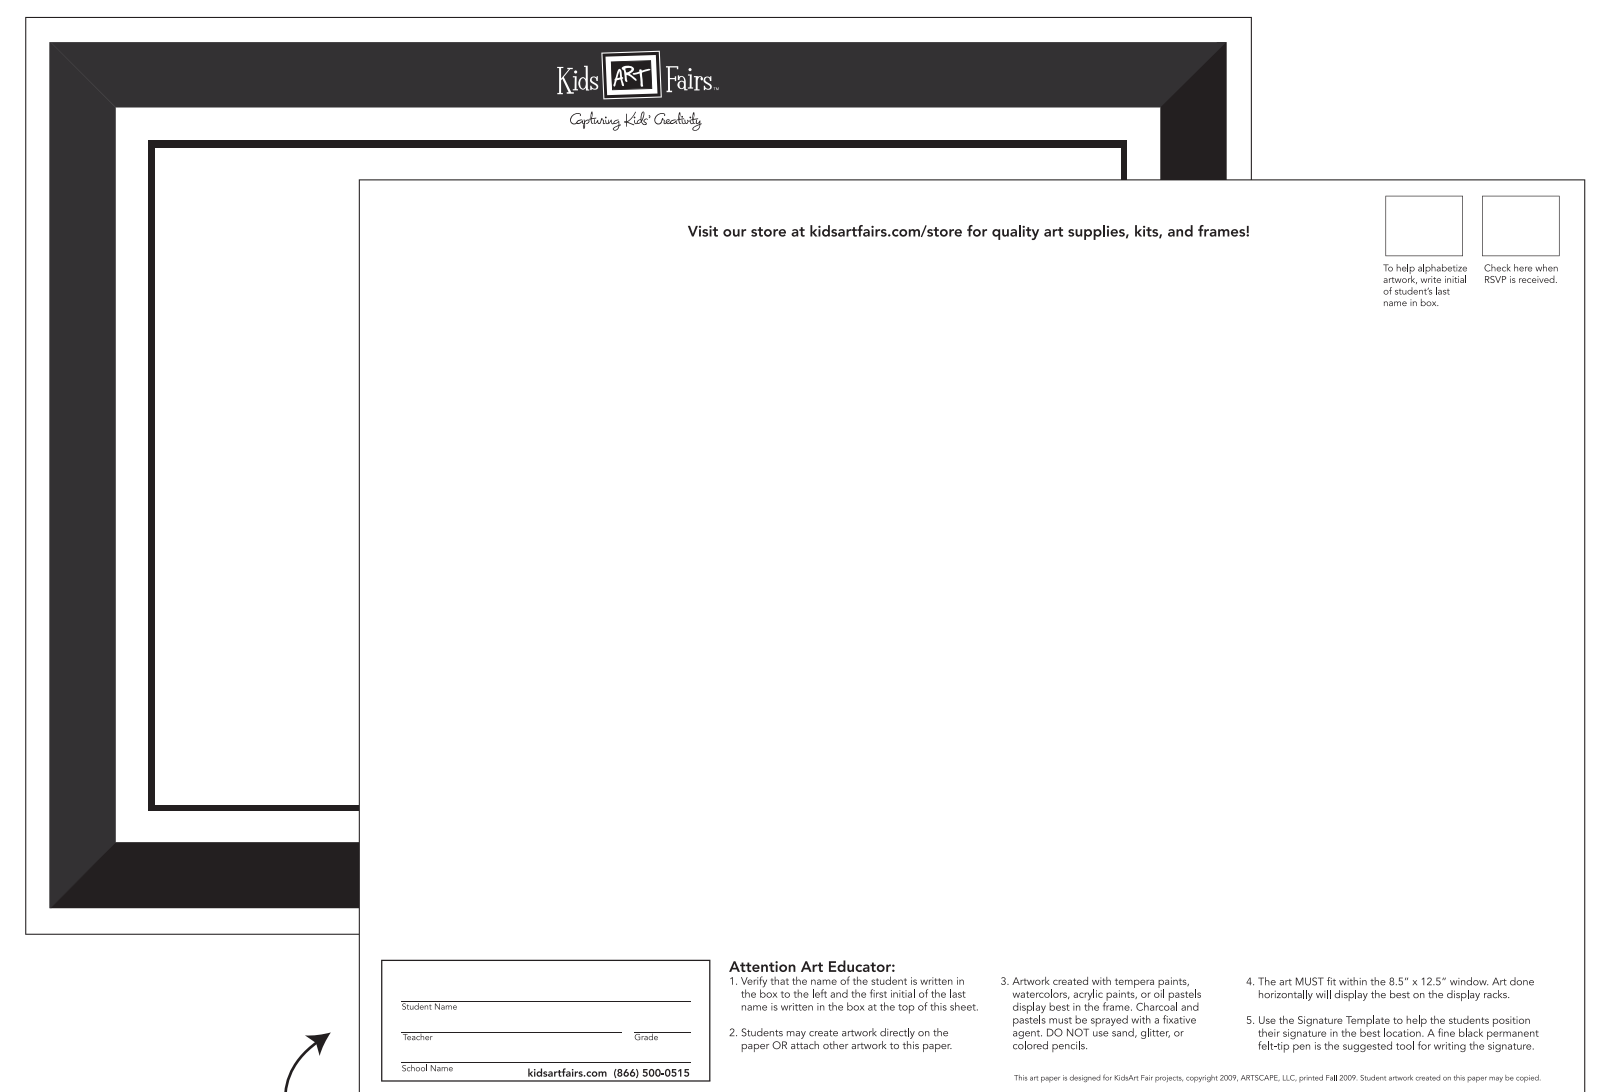 Kids ART Fairs™
Capturing Kids' Creativity
Visit our store at kidsartfairs.com/store for quality art supplies, kits, and frames!
To help alphabetize
artwork, write initial
of student's last
name in box.
Check here when
RSVP is received.
Student Name
Teacher
Grade
School Name
kidsartfairs.com (866) 500-0515
Attention Art Educator:
1. Verify that the name of the student is written in
the box to the left and the first initial of the last
name is written in the box at the top of this sheet.
2. Students may create artwork directly on the
paper OR attach other artwork to this paper.
3. Artwork created with tempera paints,
watercolors, acrylic paints, or oil pastels
display best in the frame. Charcoal and
pastels must be sprayed with a fixative
agent. DO NOT use sand, glitter, or
colored pencils.
4. The art MUST fit within the 8.5" x 12.5" window. Art done
horizontally will display the best on the display racks.
5. Use the Signature Template to help the students position
their signature in the best location. A fine black permanent
felt-tip pen is the suggested tool for writing the signature.
This art paper is designed for KidsArt Fair projects, copyright 2009, ARTSCAPE, LLC, printed Fall 2009. Student artwork created on this paper may be copied.